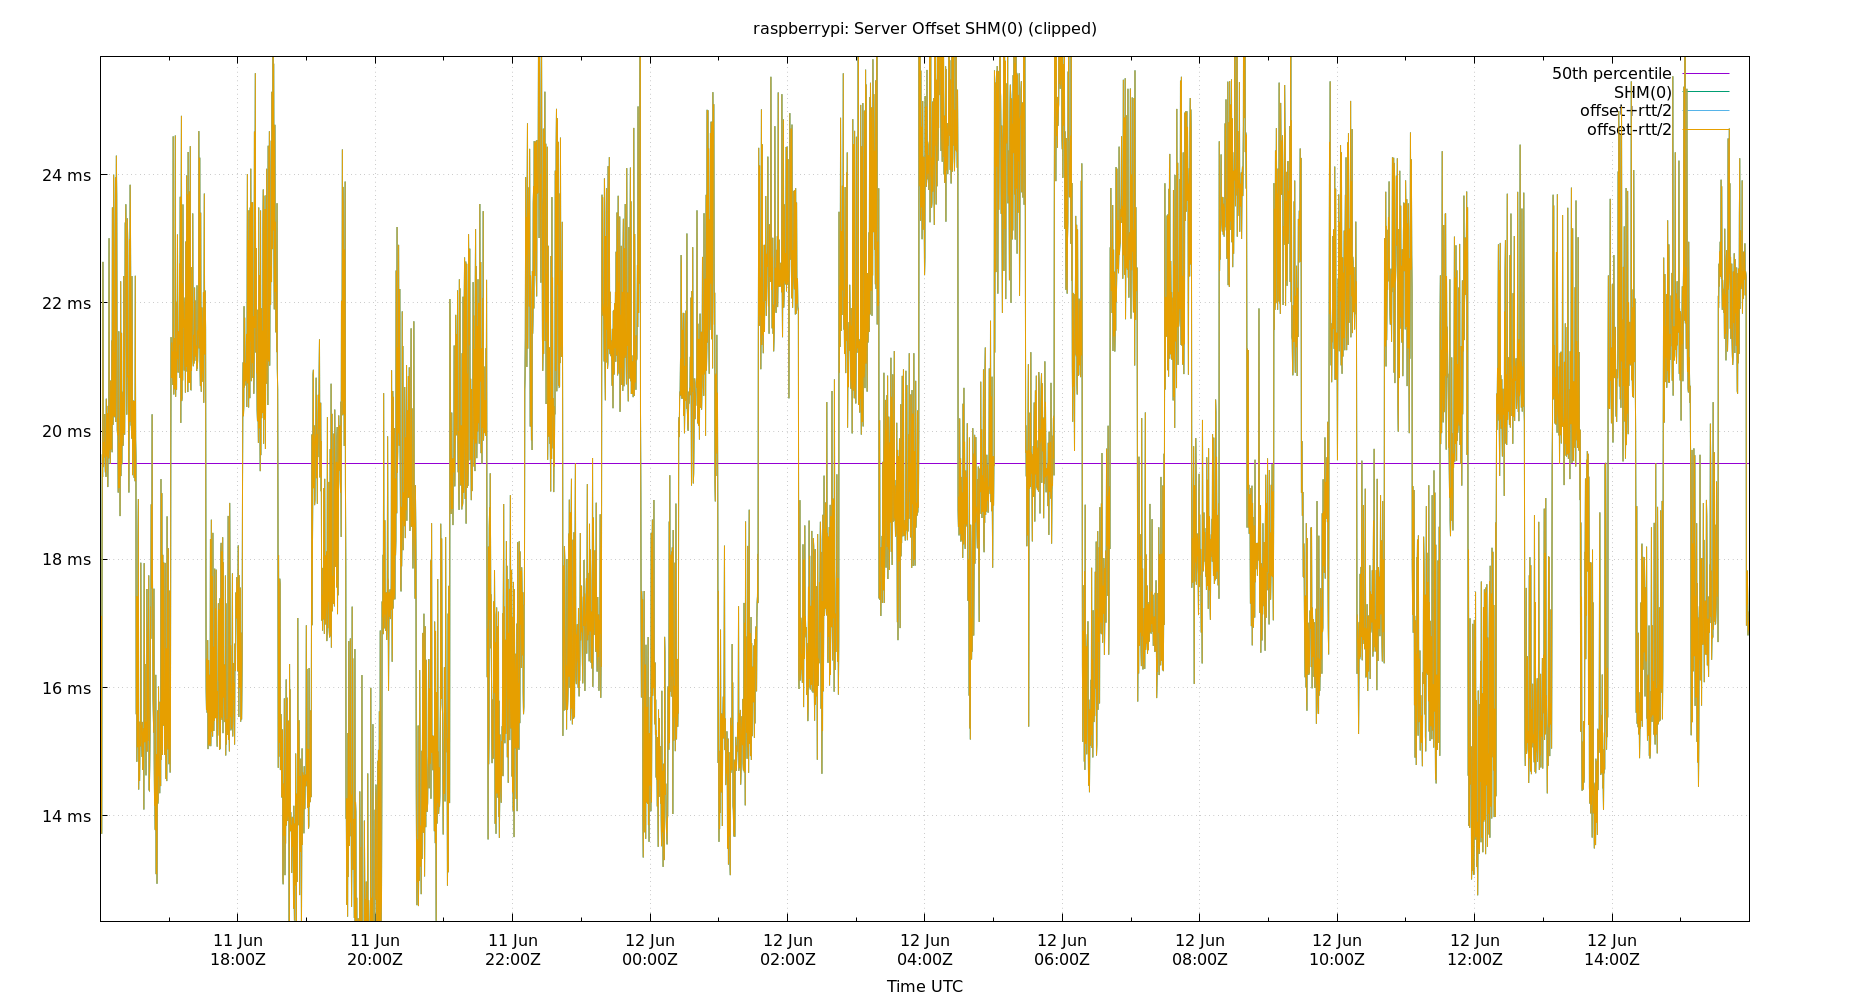 raspberrypi: Server Offset SHM(0) (clipped)
50th percentile
SHM(0)
offset+rtt/2
offset-rtt/2
24 ms
22 ms
20 ms
18 ms
16 ms
14 ms
11 Jun 11 Jun 11 Jun 12 Jun 12 Jun 12 Jun 12 Jun 12 Jun 12 Jun 12 Jun 12 Jun
18:00Z 20:00Z 22:00Z 00:00Z 02:00Z 04:00Z 06:00Z 08:00Z 10:00Z 12:00Z 14:00Z
Time UTC